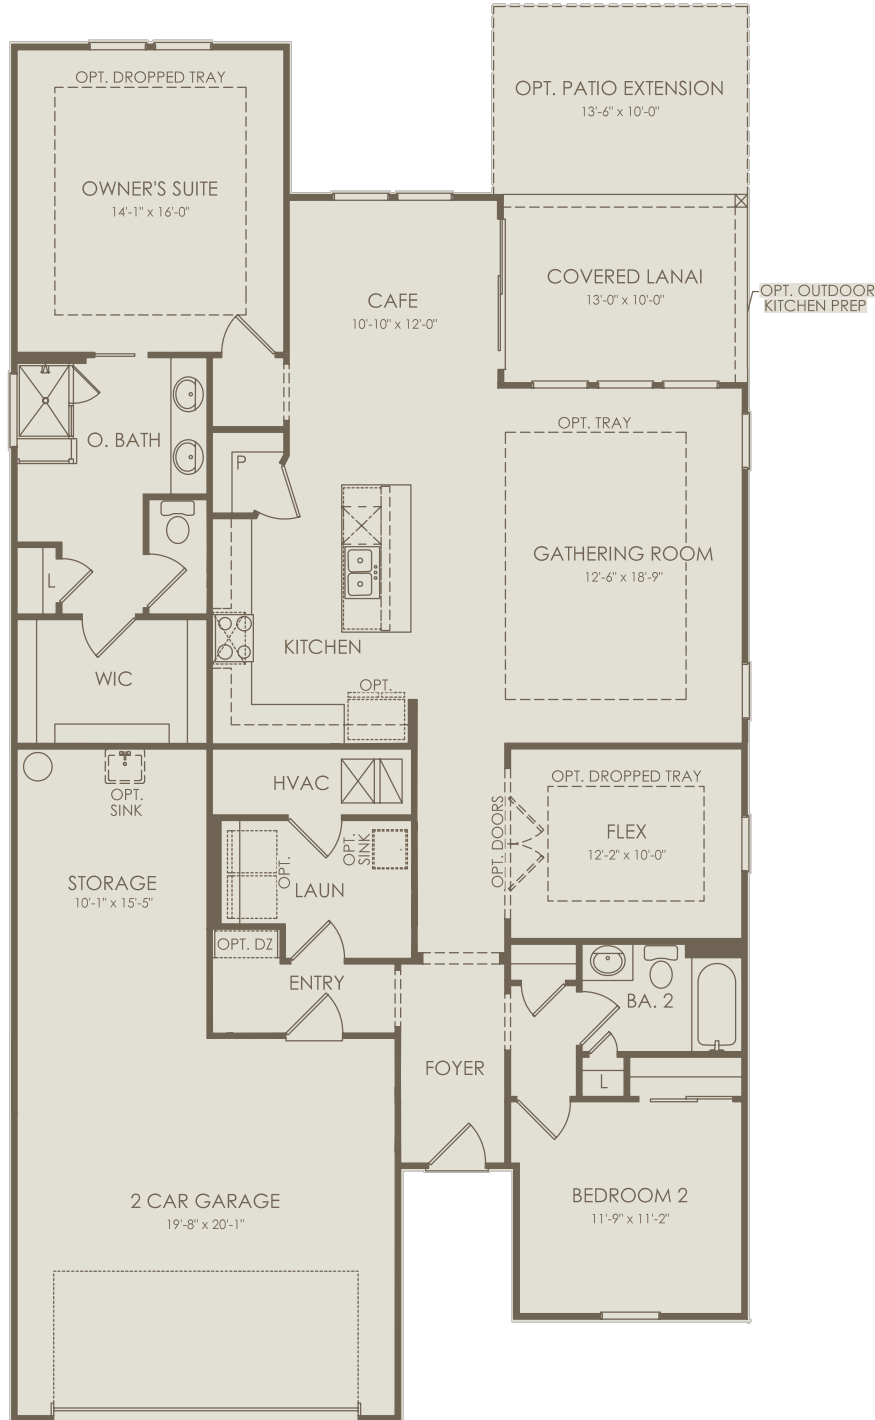 OPT. DROPPED TRAY
OWNER'S SUITE
14'-1" x 16'-0"
OPT. PATIO EXTENSION
13'-6" x 10'-0"
COVERED LANAI
13'-0" x 10'-0"
OPT. OUTDOOR
KITCHEN PREP
CAFE
10'-10" x 12'-0"
O. BATH
P
OPT. TRAY
GATHERING ROOM
12'-6" x 18'-9"
L
KITCHEN
OPT.
WIC
OPT.
SINK
HVAC
OPT. DOORS
OPT. DROPPED TRAY
FLEX
12'-2" x 10'-0"
STORAGE
10'-1" x 15'-5"
OPT.
LAUN
OPT.
SINK
OPT. DZ
ENTRY
BA. 2
FOYER
L
2 CAR GARAGE
19'-8" x 20'-1"
BEDROOM 2
11'-9" x 11'-2"